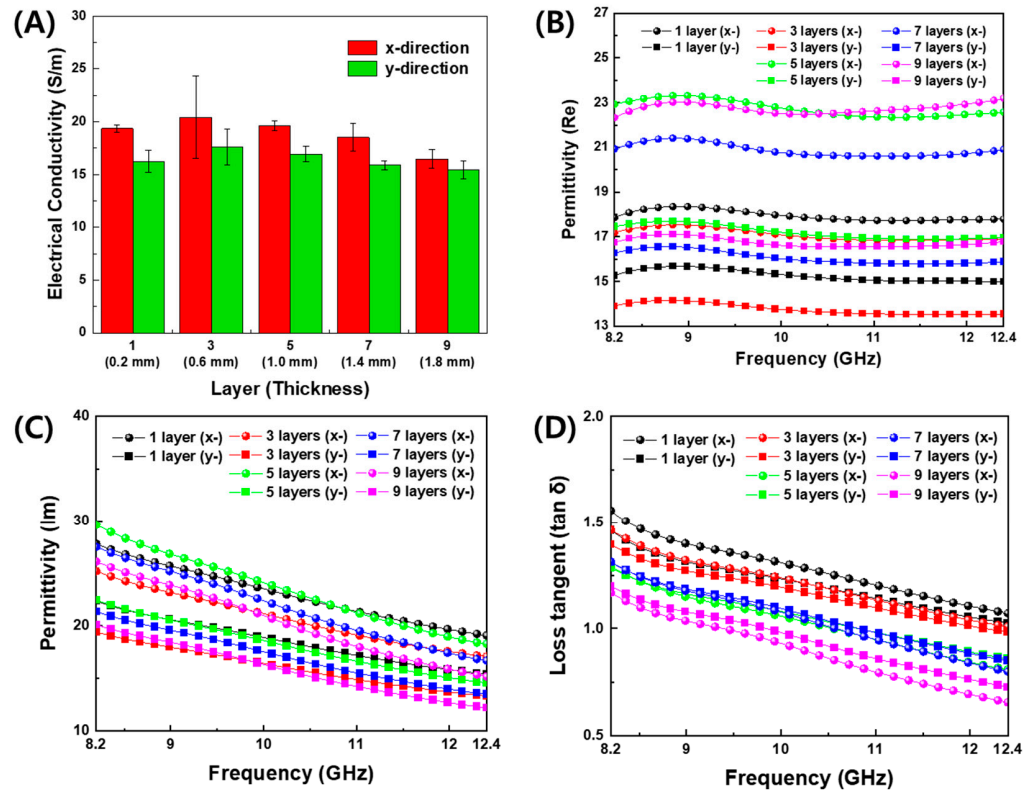 (A)
Electrical Conductivity (S/m)
30
25
20
15
10
5
0
x-direction
y-direction
1 3 5 7 9
(0.2 mm) (0.6 mm) (1.0 mm) (1.4 mm) (1.8 mm)
Layer (Thickness)
(B)
Permittivity (Re)
27
25
23
21
19
17
15
13
1 layer (x-) 3 layers (x-) 7 layers (x-)
1 layer (y-) 3 layers (y-) 7 layers (y-)
5 layers (x-) 9 layers (x-)
5 layers (y-) 9 layers (y-)
8.2 9 10 11 12 12.4
Frequency (GHz)
(C)
Permittivity (Im)
40
30
20
10
1 layer (x-) 3 layers (x-) 7 layers (x-)
1 layer (y-) 3 layers (y-) 7 layers (y-)
5 layers (x-) 9 layers (x-)
5 layers (y-) 9 layers (y-)
8.2 9 10 11 12 12.4
Frequency (GHz)
(D)
Loss tangent (tan δ)
2.0
1.5
1.0
0.5
1 layer (x-) 3 layers (x-) 7 layers (x-)
1 layer (y-) 3 layers (y-) 7 layers (y-)
5 layers (x-) 9 layers (x-)
5 layers (y-) 9 layers (y-)
8.2 9 10 11 12 12.4
Frequency (GHz)